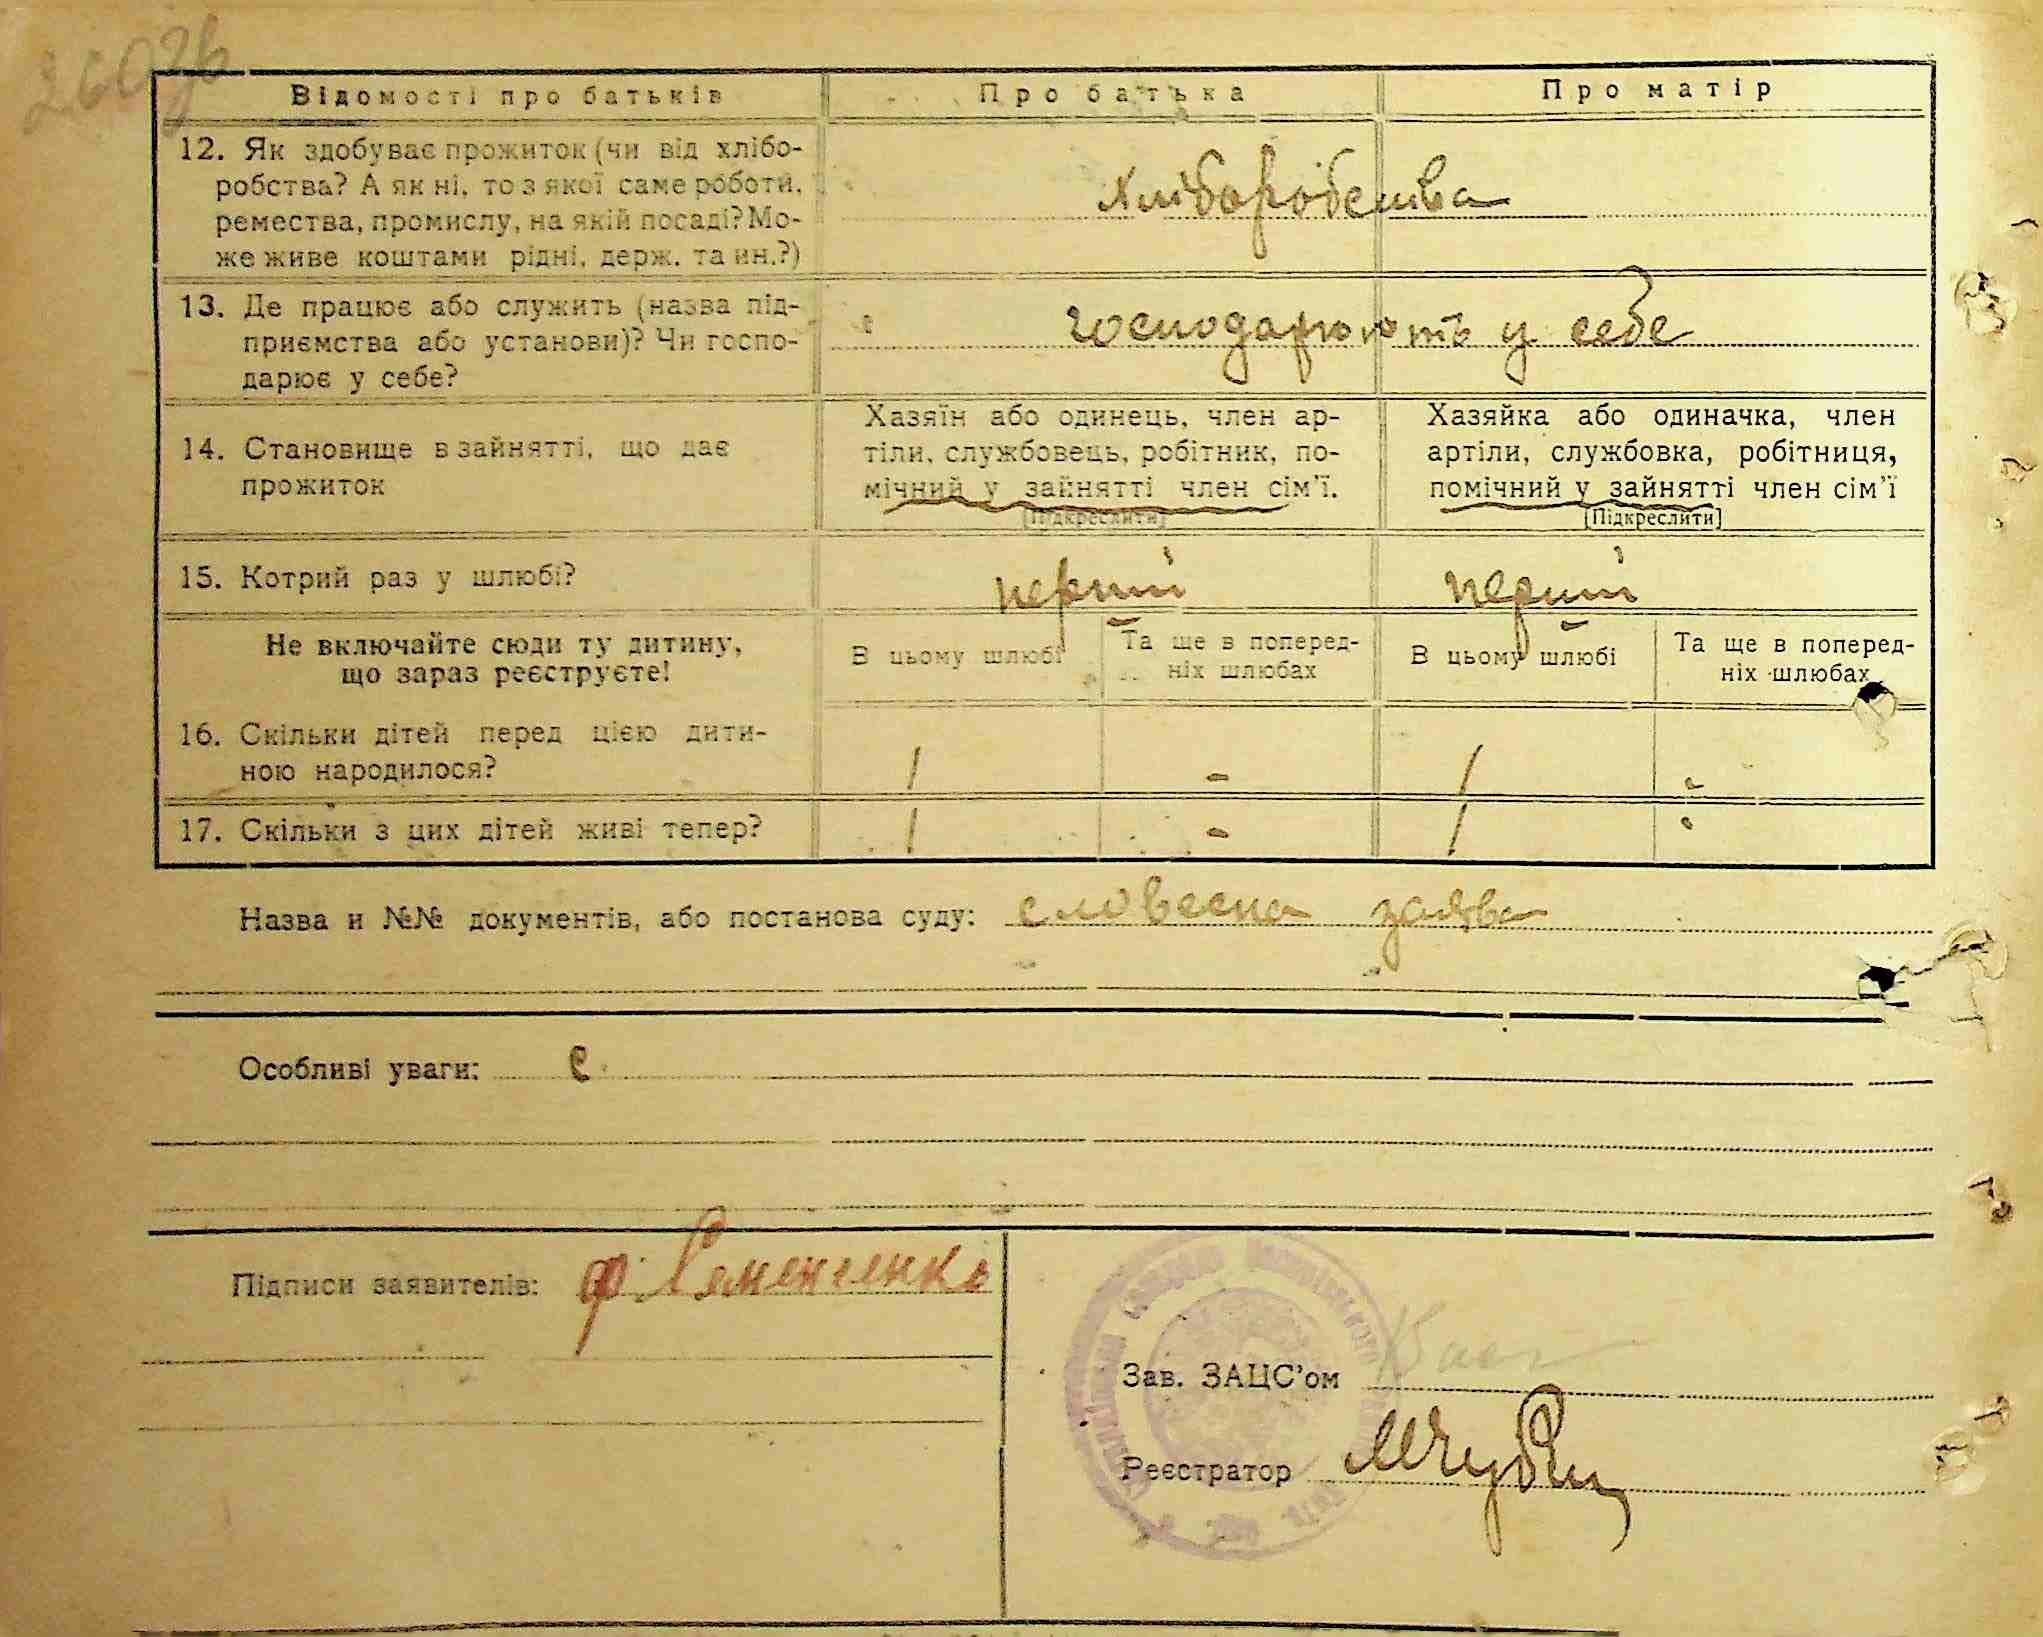 Відомості про батьків
Про батька
Про матір
12. Як здобуває прожиток (чи від хлібо-
робства? А як ні, то з якої саме роботи,
ремества, промислу, на якій посаді? Мо-
же живе коштами рідні, держ. та ин.?)
хліборобства
13. Де працює або служить (назва під-
приємства або установи)? Чи госпо-
дарює у себе?
господарюють у себе
14. Становище в зайнятті, що дає
прожиток
Хазяїн або одинець, член ар-
тіли, службовець, робітник, по-
мічний у зайнятті член сім'ї.
[Підкреслити]
Хазяйка або одиначка, член
артіли, службовка, робітниця,
помічний у зайнятті член сім'ї
[Підкреслити]
15. Котрий раз у шлюбі?
перший
перший
Не включайте сюди ту дитину,
що зараз реєструєте!
В цьому шлюбі
Та ще в поперед-
ніх шлюбах
В цьому шлюбі
Та ще в поперед-
ніх шлюбах
16. Скільки дітей перед цією дити-
ною народилося?
1 - 1 -
17. Скільки з цих дітей живі тепер?
1 - 1 -
Назва и №№ документів, або постанова суду: словесна заява
Особливі уваги:
Підписи заявителів:
Зав. ЗАЦС'ом
Реєстратор